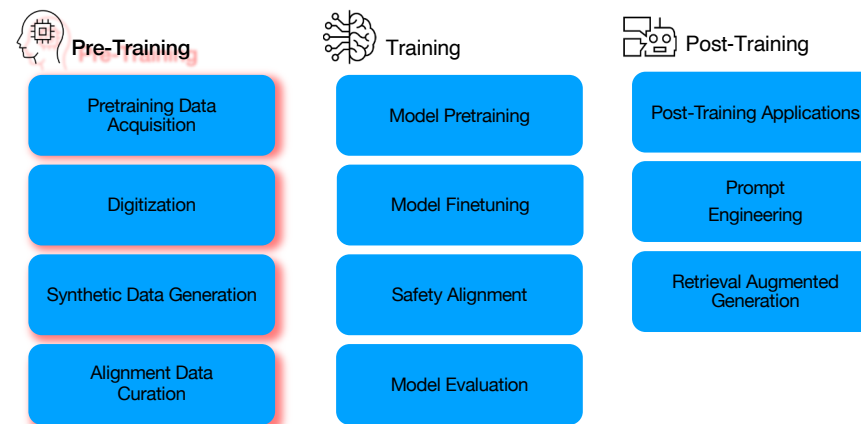 Pre-Training
Pretraining Data
Acquisition
Digitization
Synthetic Data Generation
Alignment Data
Curation
Training
Model Pretraining
Model Finetuning
Safety Alignment
Model Evaluation
Post-Training
Post-Training Applications
Prompt
Engineering
Retrieval Augmented
Generation